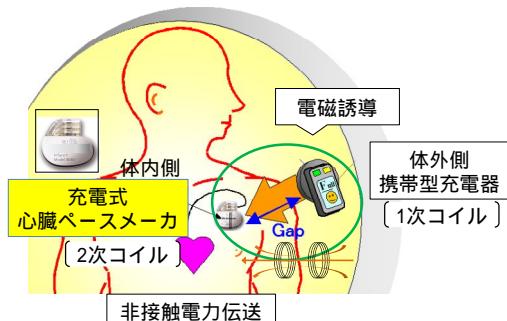 電磁誘導
体内側
充電式
心臓ペースメーカ
2次コイル
体外側
携帯型充電器
1次コイル
Full
Gap
非接触電力伝送